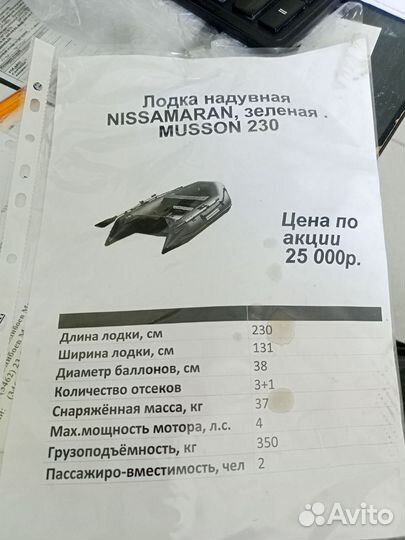 Лодка надувная
NISSAMARAN, зеленая .
MUSSON 230
Цена по
акции
25 000р.
Длина лодки, см 230
Ширина лодки, см 131
Диаметр баллонов, см 38
Количество отсеков 3+1
Снаряжённая масса, кг 37
Мах.мощность мотора, л.с. 4
Грузоподъёмность, кг 350
Пассажиро-вместимость, чел 2
Avito